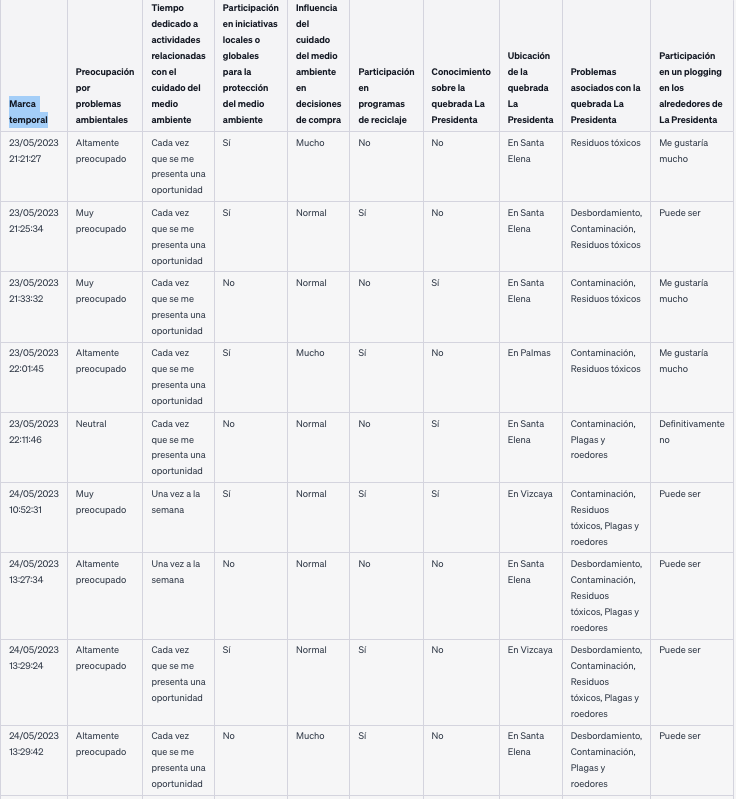 Marca temporal
Preocupación por problemas ambientales
Tiempo dedicado a actividades relacionadas con el cuidado del medio ambiente
Participación en iniciativas locales o globales para la protección del medio ambiente
Influencia del cuidado del medio ambiente en decisiones de compra
Participación en programas de reciclaje
Conocimiento sobre la quebrada La Presidenta
Ubicación de la quebrada La Presidenta
Problemas asociados con la quebrada La Presidenta
Participación en un plogging en los alrededores de La Presidenta
23/05/2023 21:21:27
Altamente preocupado
Cada vez que se me presenta una oportunidad
Sí
Mucho
No
No
En Santa Elena
Residuos tóxicos
Me gustaría mucho
23/05/2023 21:25:34
Muy preocupado
Cada vez que se me presenta una oportunidad
Sí
Normal
Sí
No
En Santa Elena
Desbordamiento, Contaminación, Residuos tóxicos
Puede ser
23/05/2023 21:33:32
Muy preocupado
Cada vez que se me presenta una oportunidad
No
Normal
No
Sí
En Santa Elena
Contaminación, Residuos tóxicos
Me gustaría mucho
23/05/2023 22:01:45
Altamente preocupado
Cada vez que se me presenta una oportunidad
Sí
Mucho
Sí
No
En Palmas
Contaminación, Residuos tóxicos
Me gustaría mucho
23/05/2023 22:11:46
Neutral
Cada vez que se me presenta una oportunidad
No
Normal
No
Sí
En Santa Elena
Contaminación, Plagas y roedores
Definitivamente no
24/05/2023 10:52:31
Muy preocupado
Una vez a la semana
Sí
Normal
Sí
Sí
En Vizcaya
Contaminación, Residuos tóxicos, Plagas y roedores
Puede ser
24/05/2023 13:27:34
Altamente preocupado
Una vez a la semana
No
Normal
No
No
En Santa Elena
Desbordamiento, Contaminación, Residuos tóxicos, Plagas y roedores
Puede ser
24/05/2023 13:29:24
Altamente preocupado
Cada vez que se me presenta una oportunidad
Sí
Normal
Sí
No
En Vizcaya
Desbordamiento, Contaminación, Residuos tóxicos, Plagas y roedores
Puede ser
24/05/2023 13:29:42
Altamente preocupado
Cada vez que se me presenta una oportunidad
No
Mucho
Sí
No
En Santa Elena
Desbordamiento, Contaminación, Plagas y roedores
Puede ser